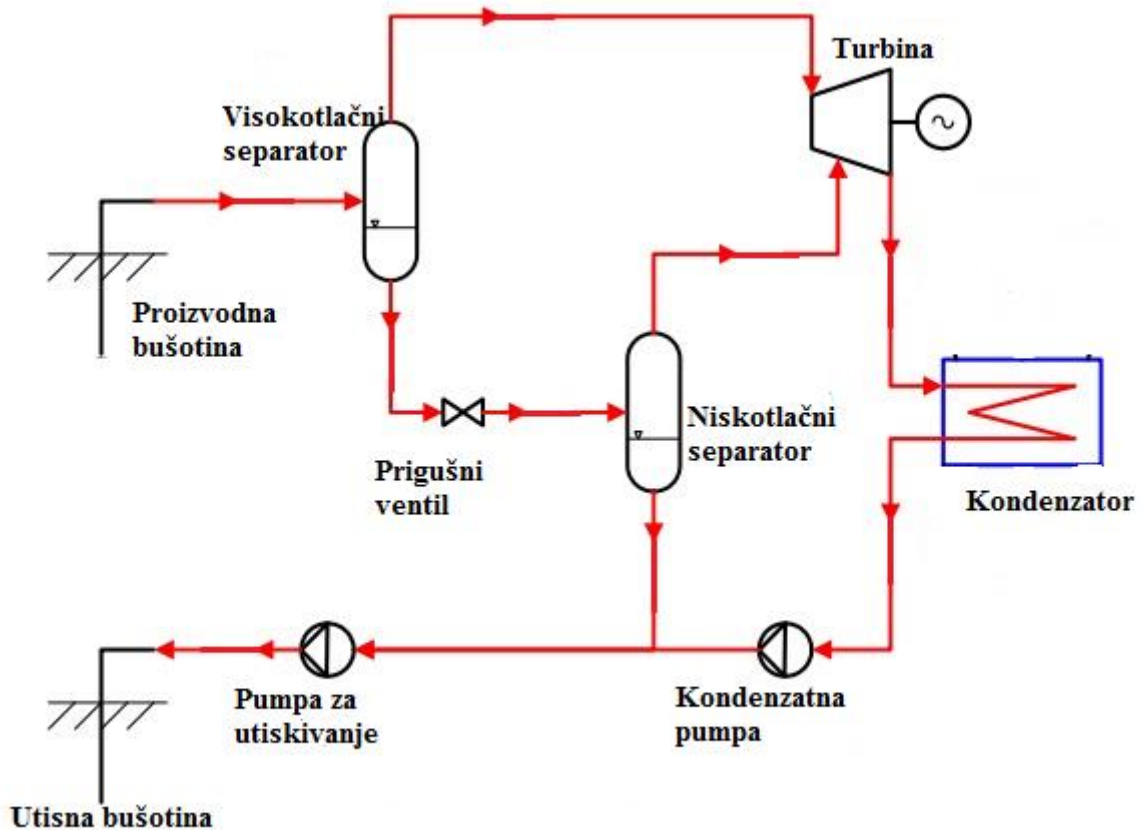 Turbina
Visokotlačni
separator
Proizvodna
bušotina
Niskotlačni
separator
Prigušni
ventil
Kondenzator
Pumpa za
utiskivanje
Kondenzatna
pumpa
Utisna bušotina